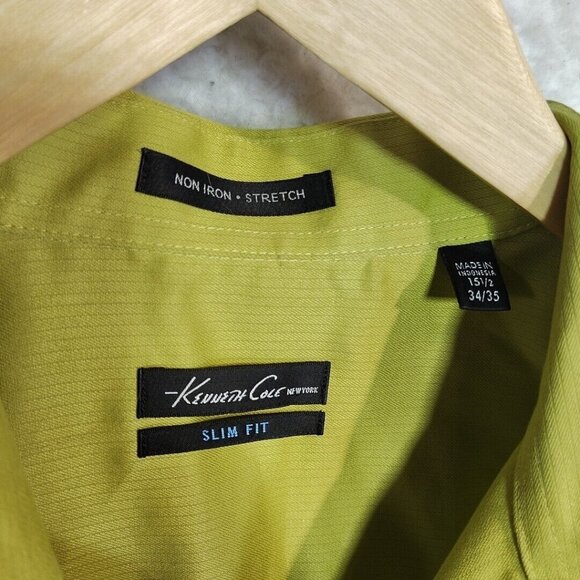 NON IRON • STRETCH
MADE IN
INDONESIA
15 1/2
34/35
KENNETH COLE NEW YORK
SLIM FIT